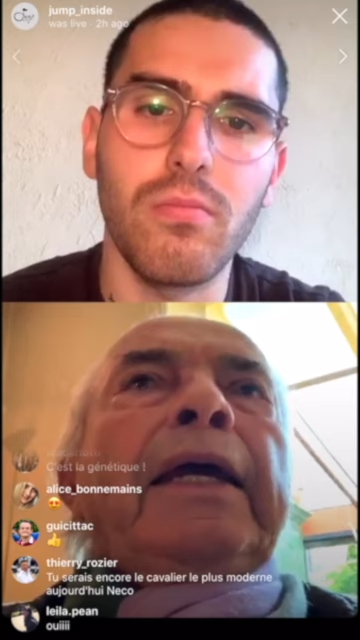 jump_inside
was live · 2h ago
C'est la génétique !
alice_bonnemains
😍
guicittac
👍
thierry_rozier
Tu serais encore le cavalier le plus moderne
aujourd'hui Neco
leila.pean
ouiiii